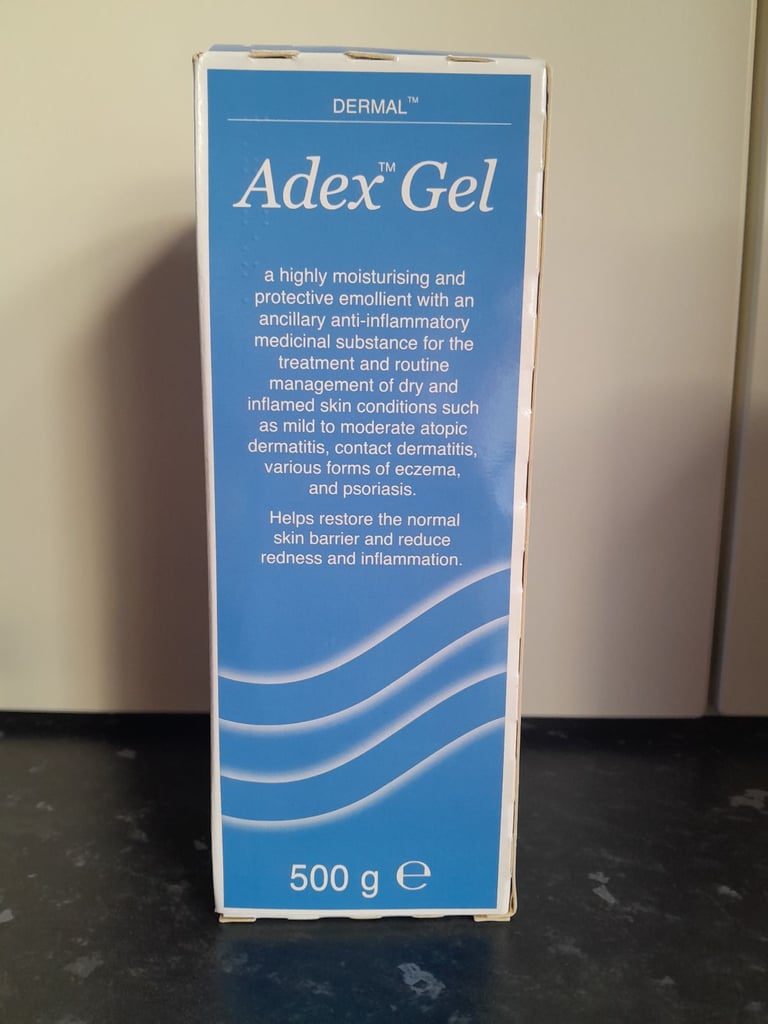 DERMAL™
Adex™ Gel
a highly moisturising and
protective emollient with an
ancillary anti-inflammatory
medicinal substance for the
treatment and routine
management of dry and
inflamed skin conditions such
as mild to moderate atopic
dermatitis, contact dermatitis,
various forms of eczema,
and psoriasis.
Helps restore the normal
skin barrier and reduce
redness and inflammation.
500 g ℮